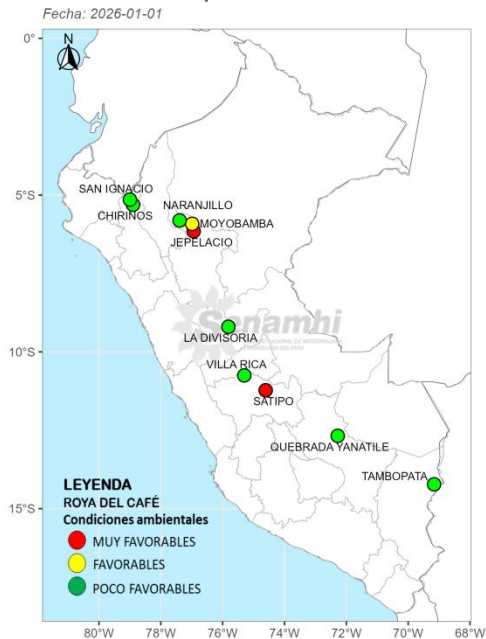 Fecha: 2026-01-01
N
0°
5°S
10°S
15°S
SAN IGNACIO
CHIRINOS
NARANJILLO
MOYOBAMBA
JEPELACIO
Senamhi
LA DIVISORIA
VILLA RICA
SATIPO
QUEBRADA YANATILE
TAMBOPATA
LEYENDA
ROYA DEL CAFÉ
Condiciones ambientales
MUY FAVORABLES
FAVORABLES
POCO FAVORABLES
80°W 78°W 76°W 74°W 72°W 70°W 68°W